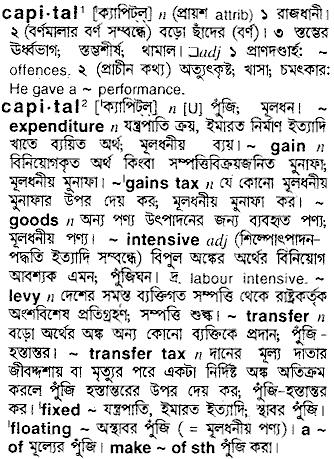 capi·tal¹ [ˈক্যাপিট্ল্] n (প্রায়শ attrib) ১ রাজধানী।
২ (বর্ণমালার বর্ণ সম্বন্ধে) বড়ো ছাঁদের (বর্ণ)। ৩ স্তম্ভের
ঊর্ধ্বভাগ; স্তম্ভশীর্ষ; থামাল। □adj ১ প্রাণদণ্ডার্হ: ~
offences. ২ (প্রাচীন কথ্য) অত্যুৎকৃষ্ট; খাসা; চমৎকার:
He gave a ~ performance.
capi·tal² [ˈক্যাপিট্ল্] n [U] পুঁজি; মূলধন। ~
expenditure n যন্ত্রপাতি ক্রয়, ইমারত নির্মাণ ইত্যাদি
খাতে ব্যয়িত অর্থ; মূলধনীয় ব্যয়। ~ gain n
বিনিয়োগকৃত অর্থ কিংবা সম্পত্তিবিক্রয়জনিত মুনাফা;
মূলধনীয় মুনাফা। ~ˈgains tax n যে কোনো মূলধনীয়
মুনাফার উপর দেয় কর; মূলধনীয় মুনাফা কর। ~
goods n অন্য পণ্য উৎপাদনের জন্য ব্যবহৃত পণ্য;
মূলধনীয় পণ্য। ~ intensive adj (শিল্পোৎপাদন-
পদ্ধতি ইত্যাদি সম্বন্ধে) বিপুল অঙ্কের অর্থের বিনিয়োগ
আবশ্যক এমন; পুঁজিঘন। দ্র. labour intensive. ~
levy n দেশের সমস্ত ব্যক্তিগত সম্পত্তি থেকে রাষ্ট্রকর্তৃক
অংশবিশেষ প্রতিগ্রহণ; সম্পত্তি শুল্ক। ~ transfer n
বড়ো অর্থের অঙ্ক অন্য কোনো ব্যক্তিকে প্রদান; পুঁজি-
হস্তান্তর। ~ transfer tax n দানের মূল্য দাতার
জীবদ্দশায় বা মৃত্যুর পরে একটা নির্দিষ্ট অঙ্ক অতিক্রম
করলে পুঁজি হস্তান্তরের উপর দেয় কর; পুঁজি-হস্তান্তর
কর। ˈfixed ~ যন্ত্রপাতি, ইমারত ইত্যাদি; স্থাবর পুঁজি।
ˈfloating ~ অস্থাবর পুঁজি ( = মূলধনীয় পণ্য)। a ~
of মূল্যের পুঁজি। make ~ of sth পুঁজি করা।